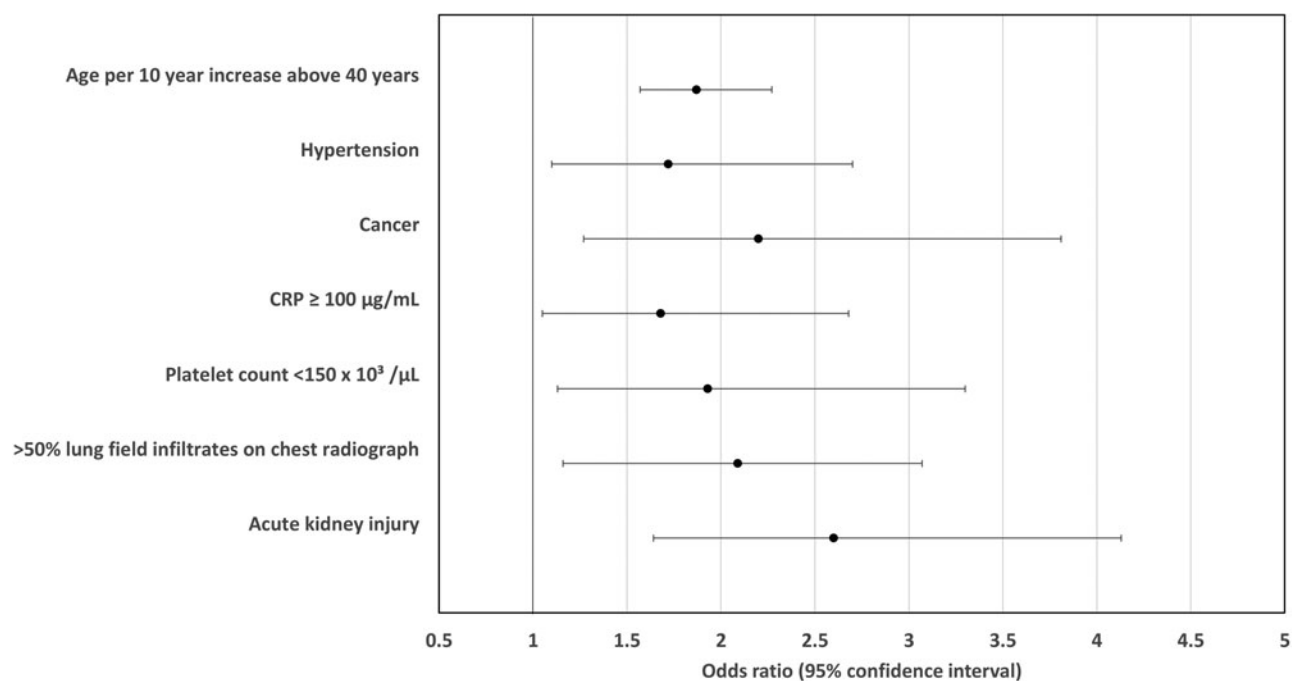 Age per 10 year increase above 40 years
Hypertension
Cancer
CRP ≥ 100 µg/mL
Platelet count <150 x 10³ /µL
>50% lung field infiltrates on chest radiograph
Acute kidney injury
0.5 1 1.5 2 2.5 3 3.5 4 4.5 5
Odds ratio (95% confidence interval)